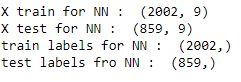 X train for NN :  (2002, 9)
X test for NN :  (859, 9)
train labels for NN :  (2002,)
test labels fro NN :  (859,)